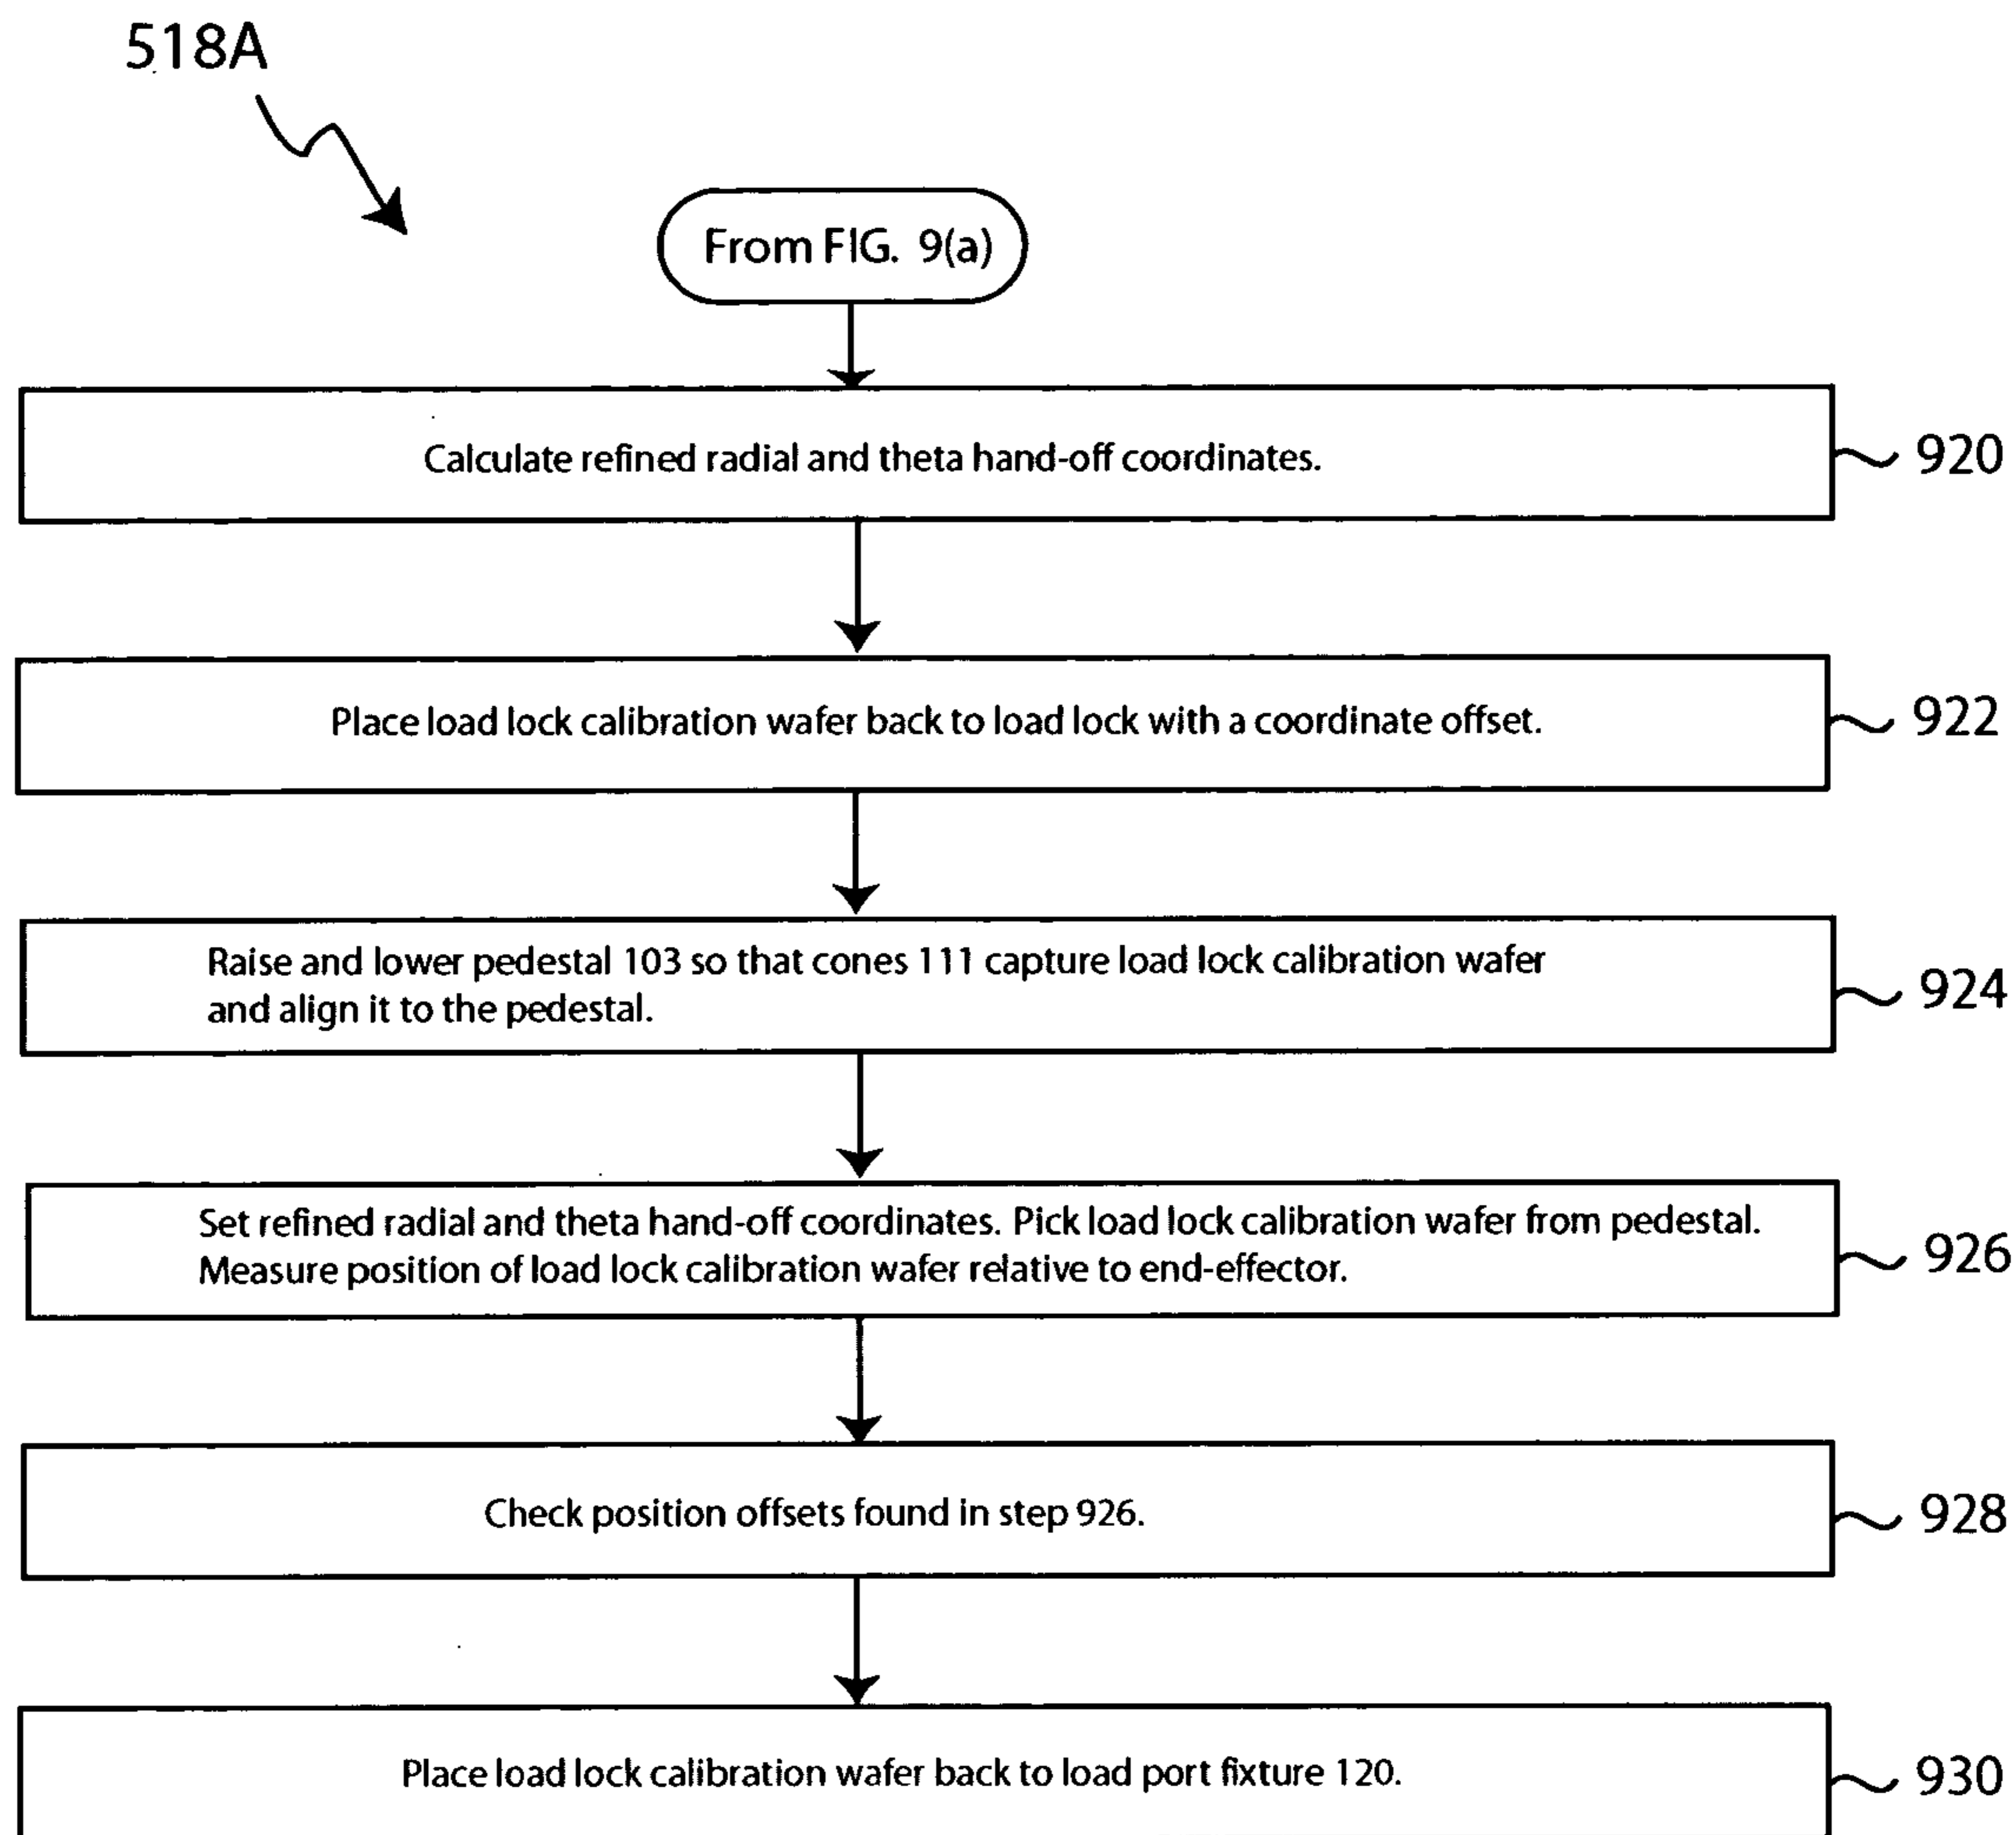 518A
From FIG. 9(a)
Calculate refined radial and theta hand-off coordinates.
920
Place load lock calibration wafer back to load lock with a coordinate offset.
922
Raise and lower pedestal 103 so that cones 111 capture load lock calibration wafer
and align it to the pedestal.
924
Set refined radial and theta hand-off coordinates. Pick load lock calibration wafer from pedestal.
Measure position of load lock calibration wafer relative to end-effector.
926
Check position offsets found in step 926.
928
Place load lock calibration wafer back to load port fixture 120.
930